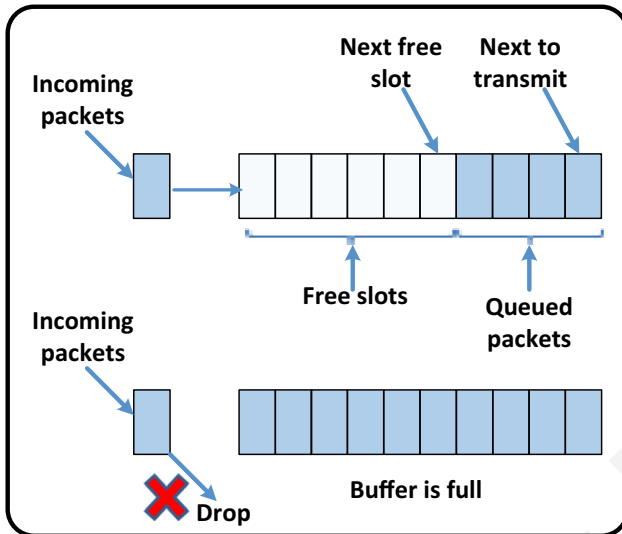 Next free
slot
Next to
transmit
Incoming
packets
Free slots
Queued
packets
Incoming
packets
Buffer is full
Drop